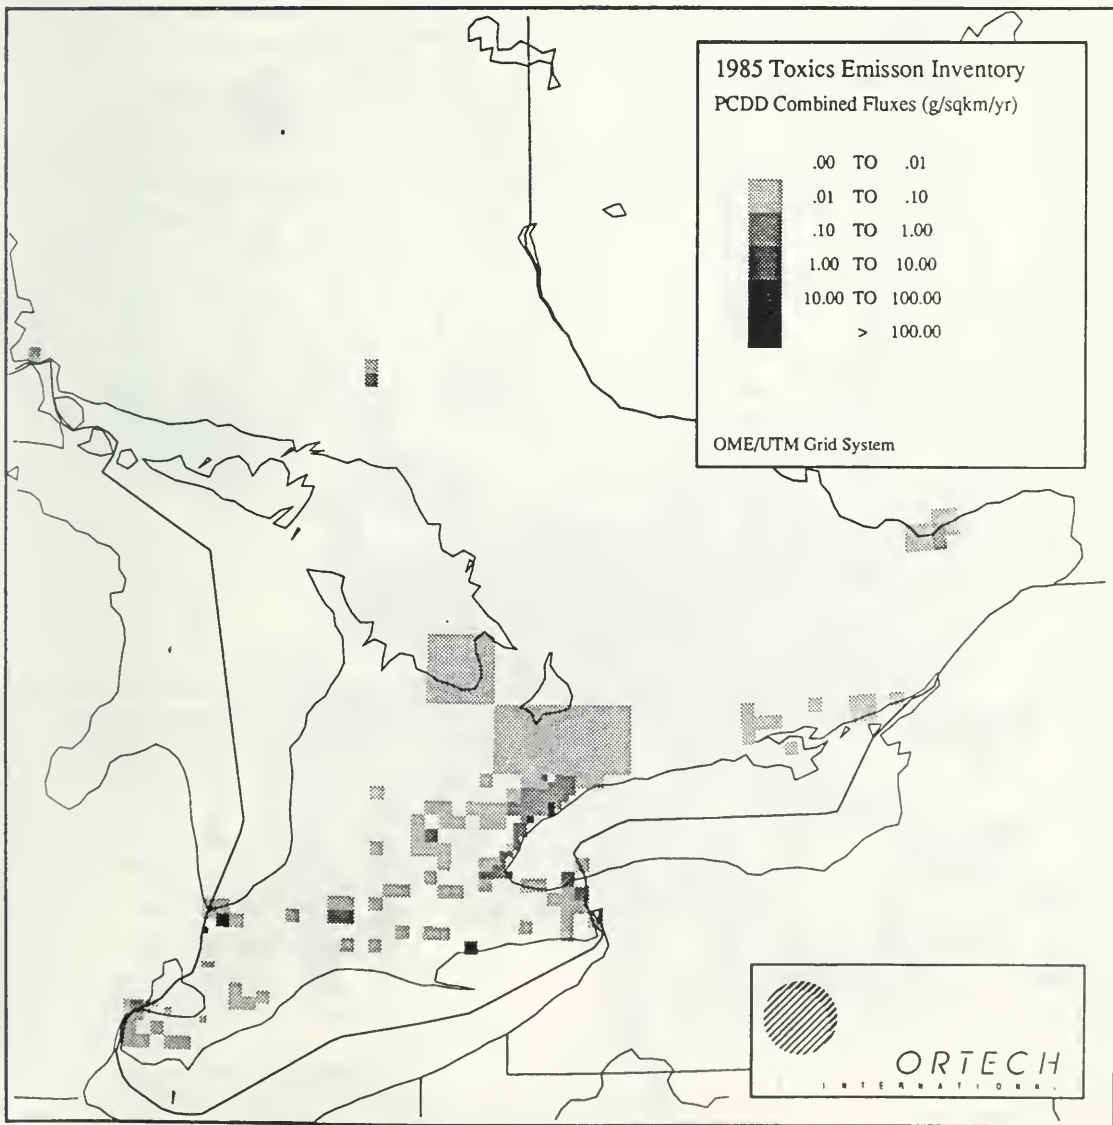 1985 Toxics Emisson Inventory
PCDD Combined Fluxes (g/sqkm/yr)
.00 TO .01
.01 TO .10
.10 TO 1.00
1.00 TO 10.00
10.00 TO 100.00
> 100.00
OME/UTM Grid System
ORTECH
INTERNATIONAL